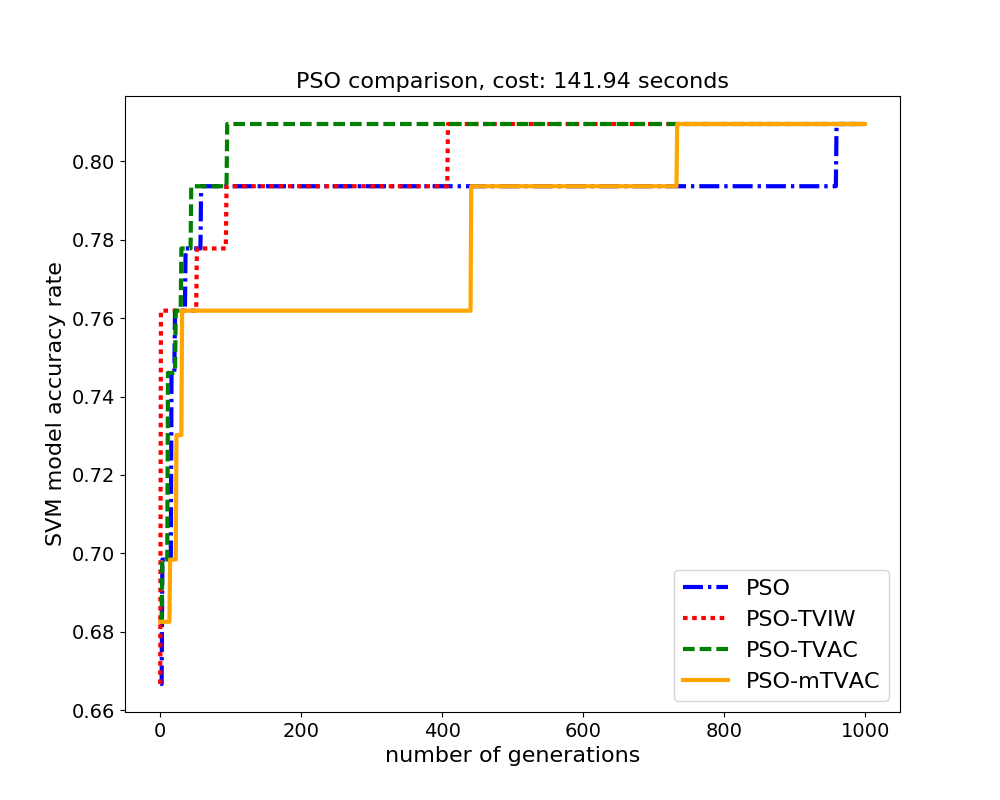 PSO comparison, cost: 141.94 seconds
SVM model accuracy rate
0.80
0.78
0.76
0.74
0.72
0.70
0.68
0.66
0 200 400 600 800 1000
number of generations
PSO
PSO-TVIW
PSO-TVAC
PSO-mTVAC